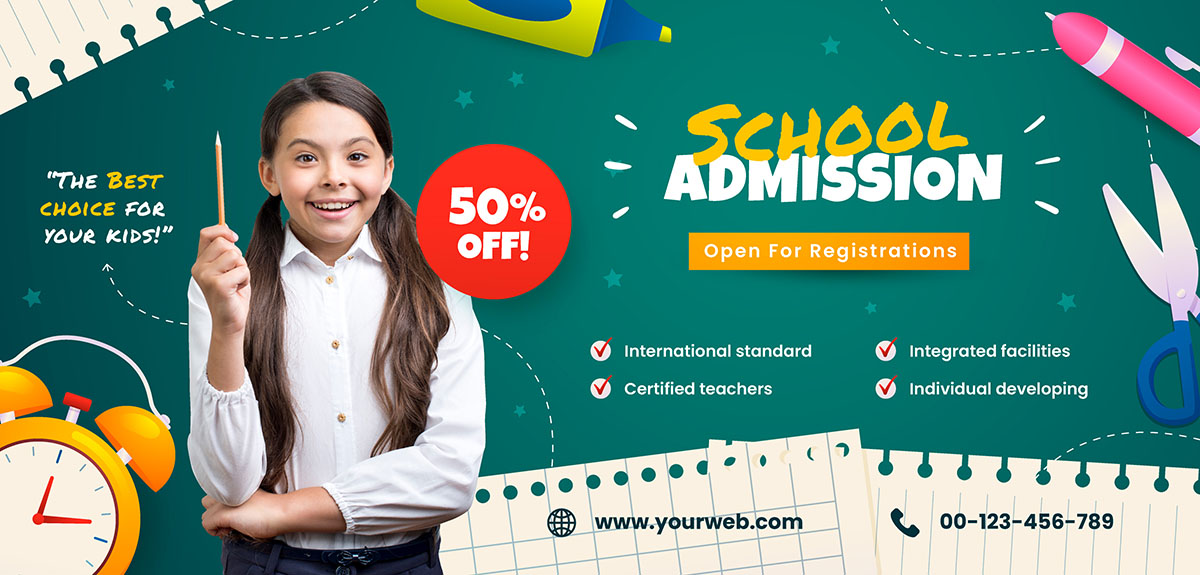 "The Best
choice for
your kids!"
50%
OFF!
SCHOOL
ADMISSION
Open For Registrations
International standard
Certified teachers
Integrated facilities
Individual developing
www.yourweb.com
00-123-456-789